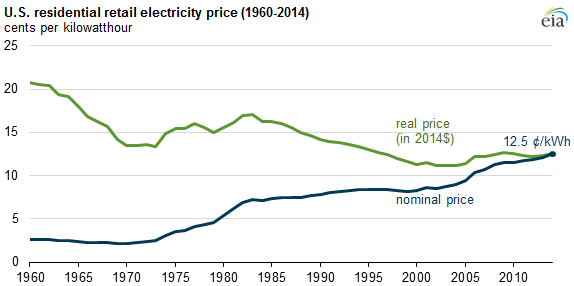 U.S. residential retail electricity price (1960-2014)
cents per kilowatthour
eia
25
20
15
10
5
0
real price
(in 2014$)
12.5 ¢/kWh
nominal price
1960 1965 1970 1975 1980 1985 1990 1995 2000 2005 2010